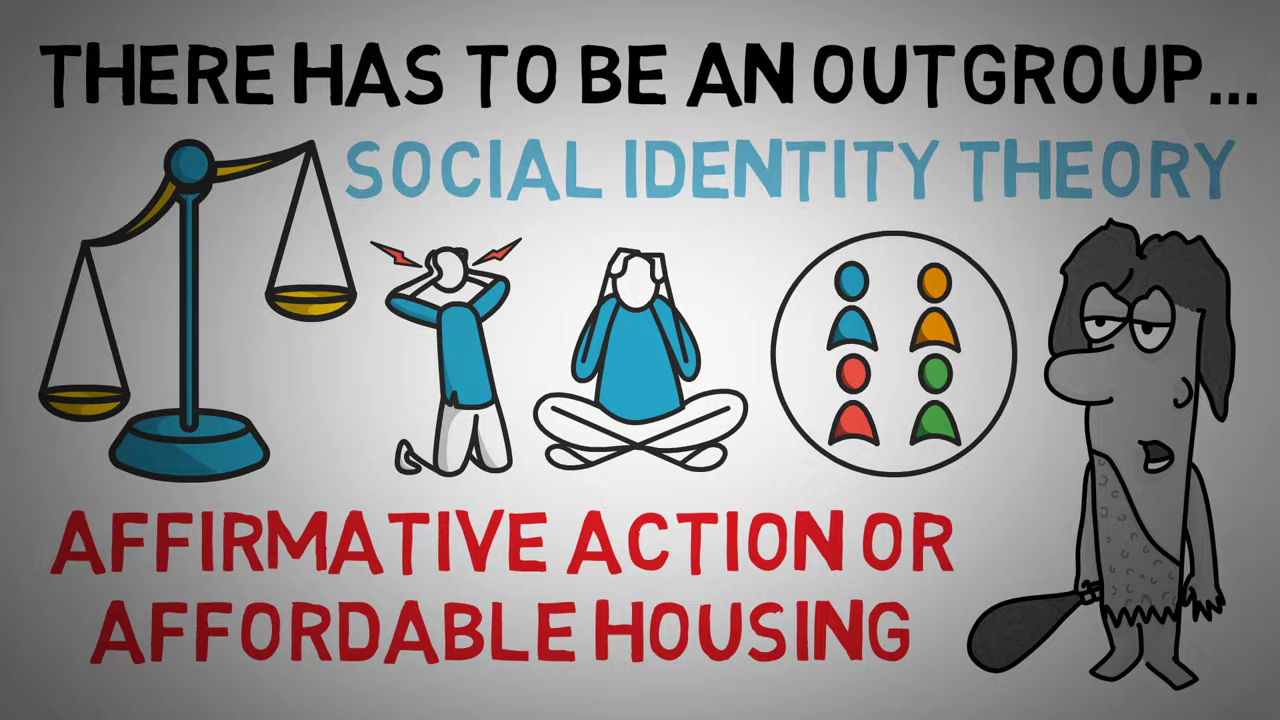 THERE HAS TO BE AN OUTGROUP...
SOCIAL IDENTITY THEORY
AFFIRMATIVE ACTION OR
AFFORDABLE HOUSING